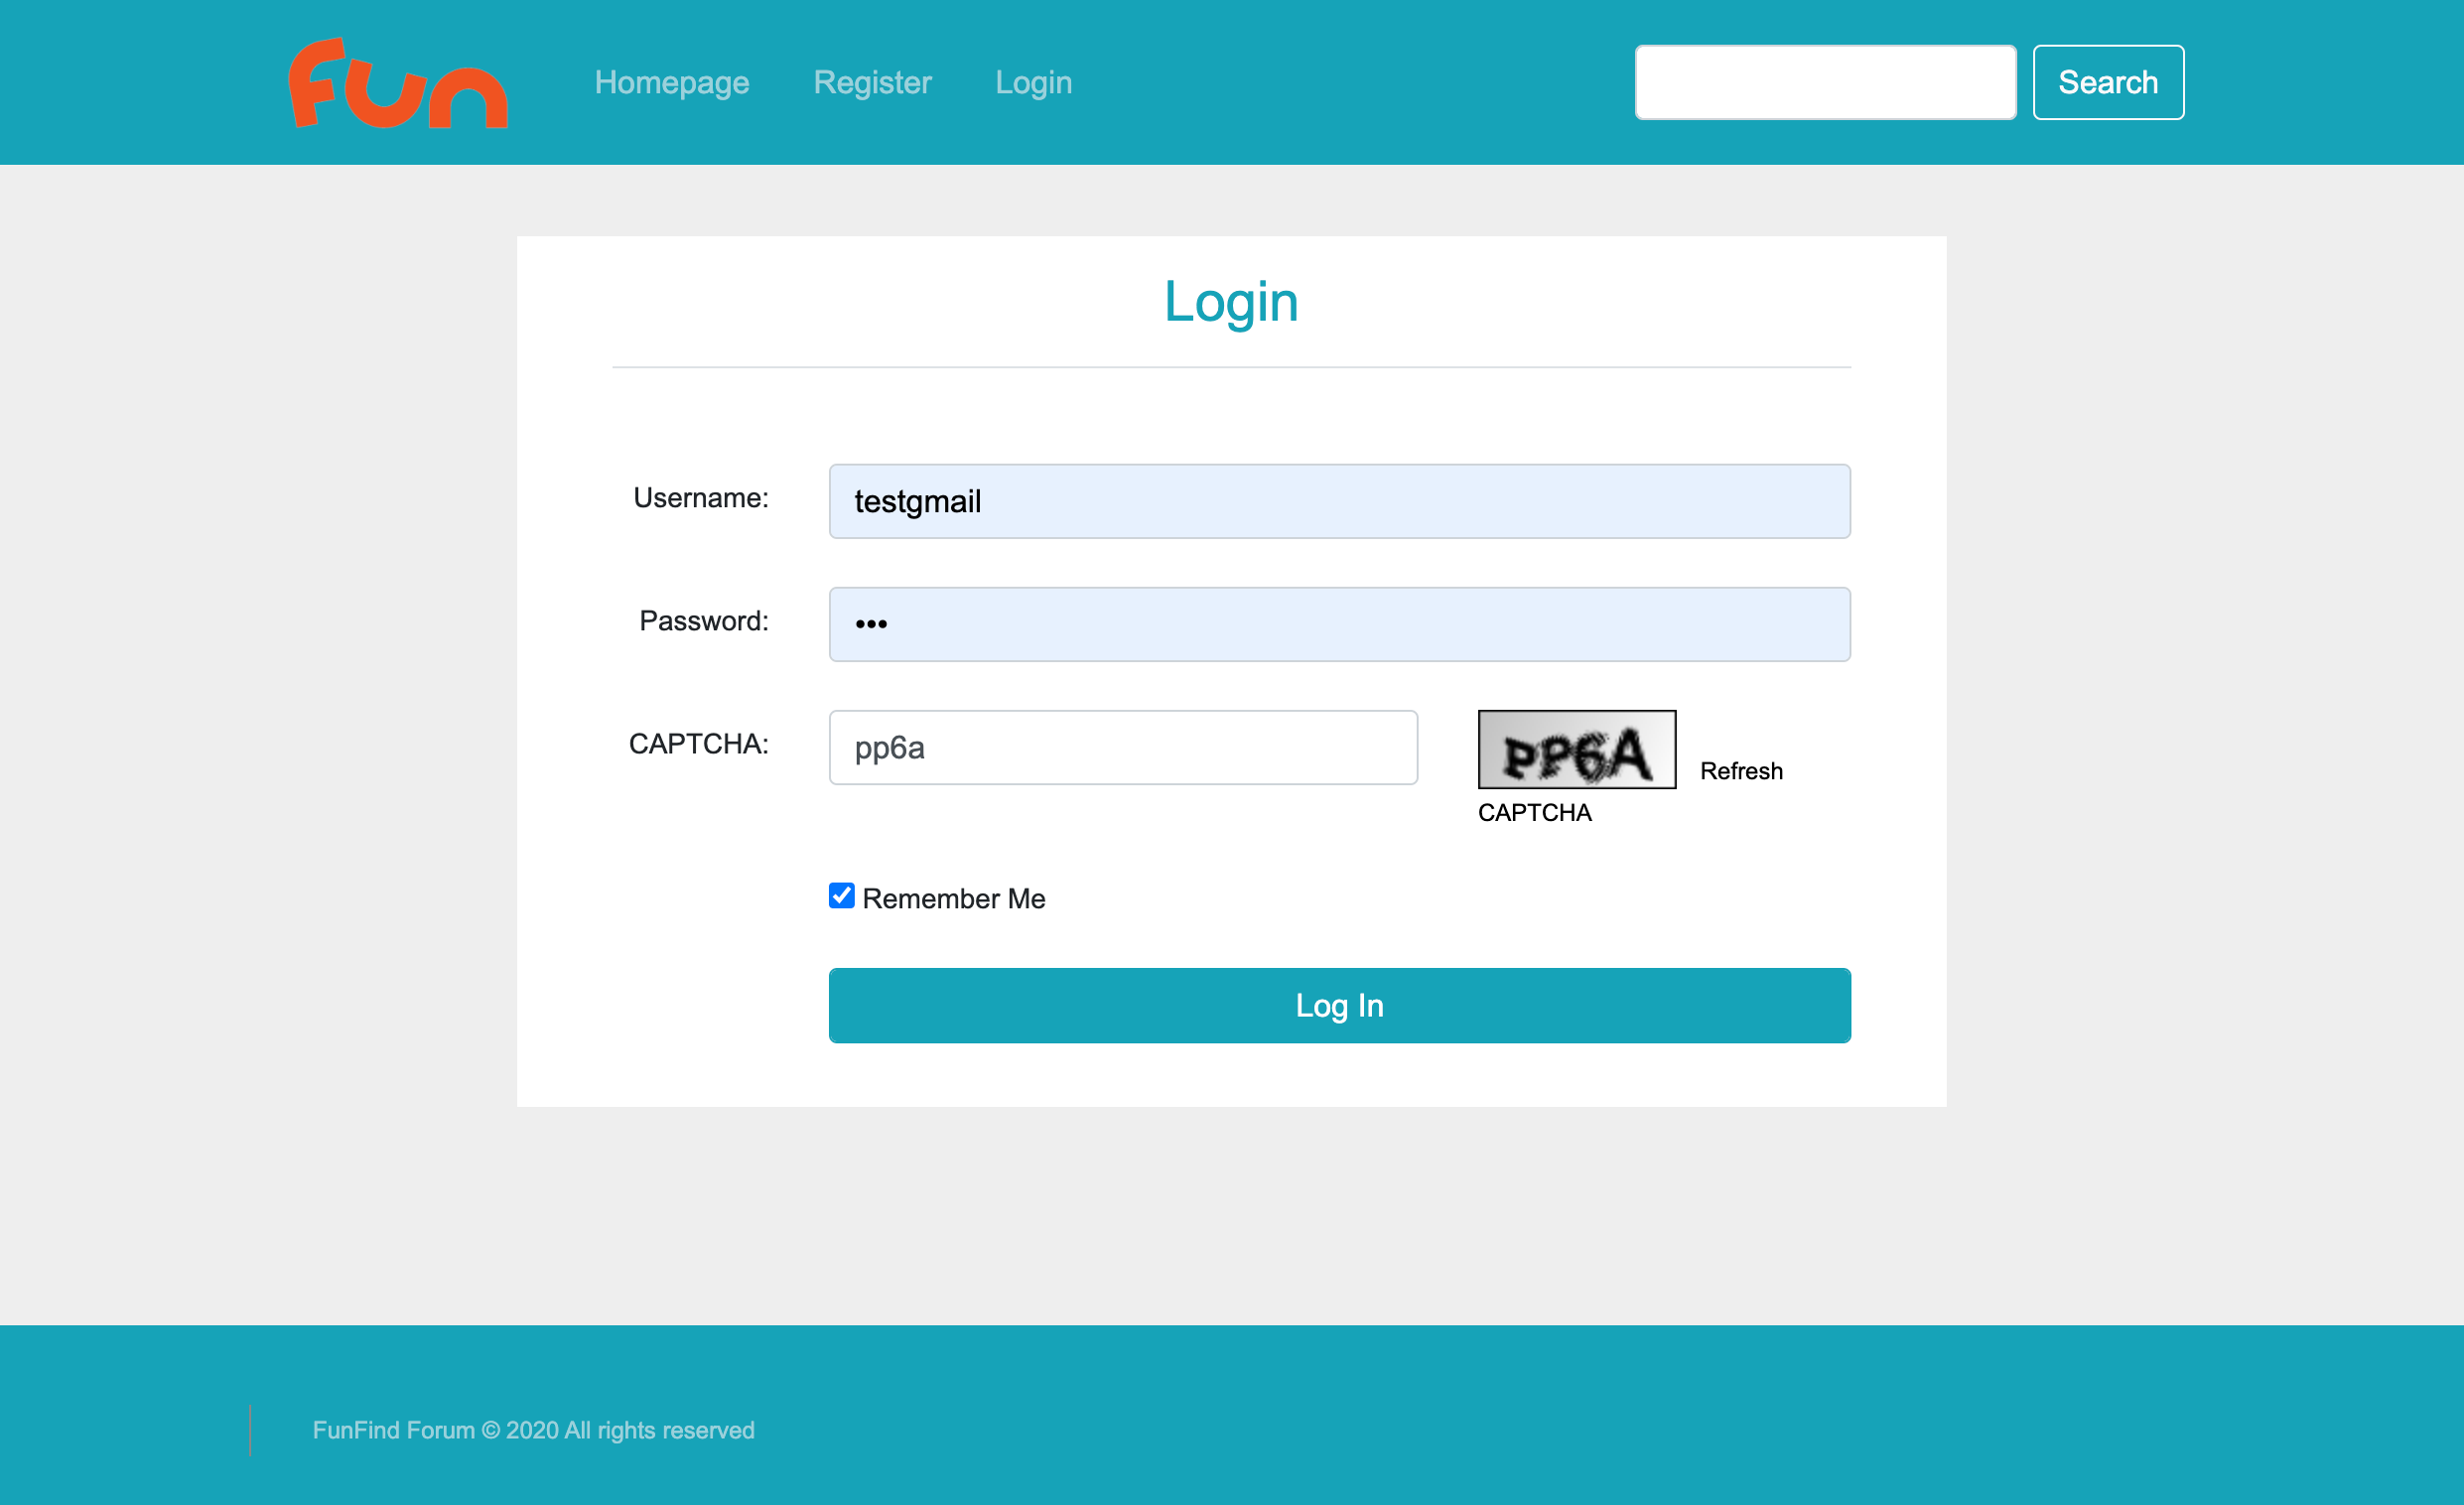 fun
Homepage Register Login Search
Login
Username: testgmail
Password: •••
CAPTCHA: pp6a PP6A Refresh
CAPTCHA
Remember Me
Log In
FunFind Forum © 2020 All rights reserved